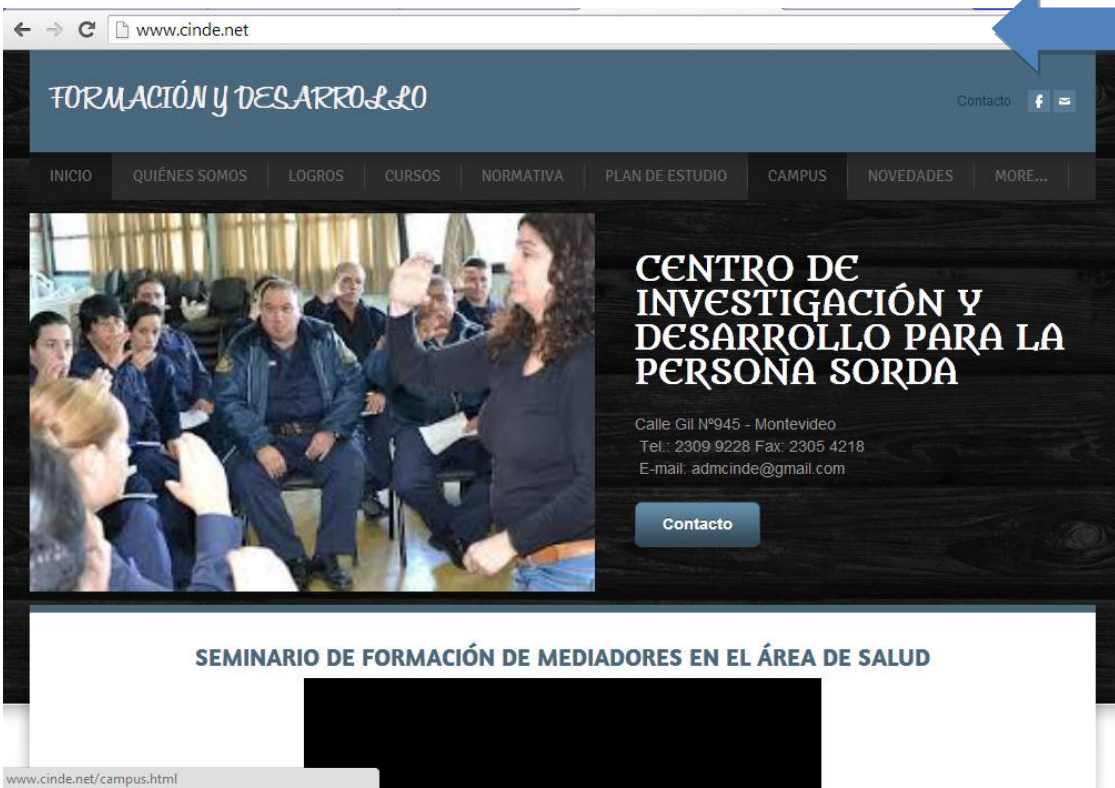 www.cinde.net
FORMACIÓN y DESARROLLO
Contacto
INICIO QUIÉNES SOMOS LOGROS CURSOS NORMATIVA PLAN DE ESTUDIO CAMPUS NOVEDADES MORE...
CENTRO DE
INVESTIGACIÓN Y
DESARROLLO PARA LA
PERSONA SORDA
Calle Gil Nº945 - Montevideo
Tel.: 2309 9228 Fax: 2305 4218
E-mail: admcinde@gmail.com
Contacto
SEMINARIO DE FORMACIÓN DE MEDIADORES EN EL ÁREA DE SALUD
www.cinde.net/campus.html